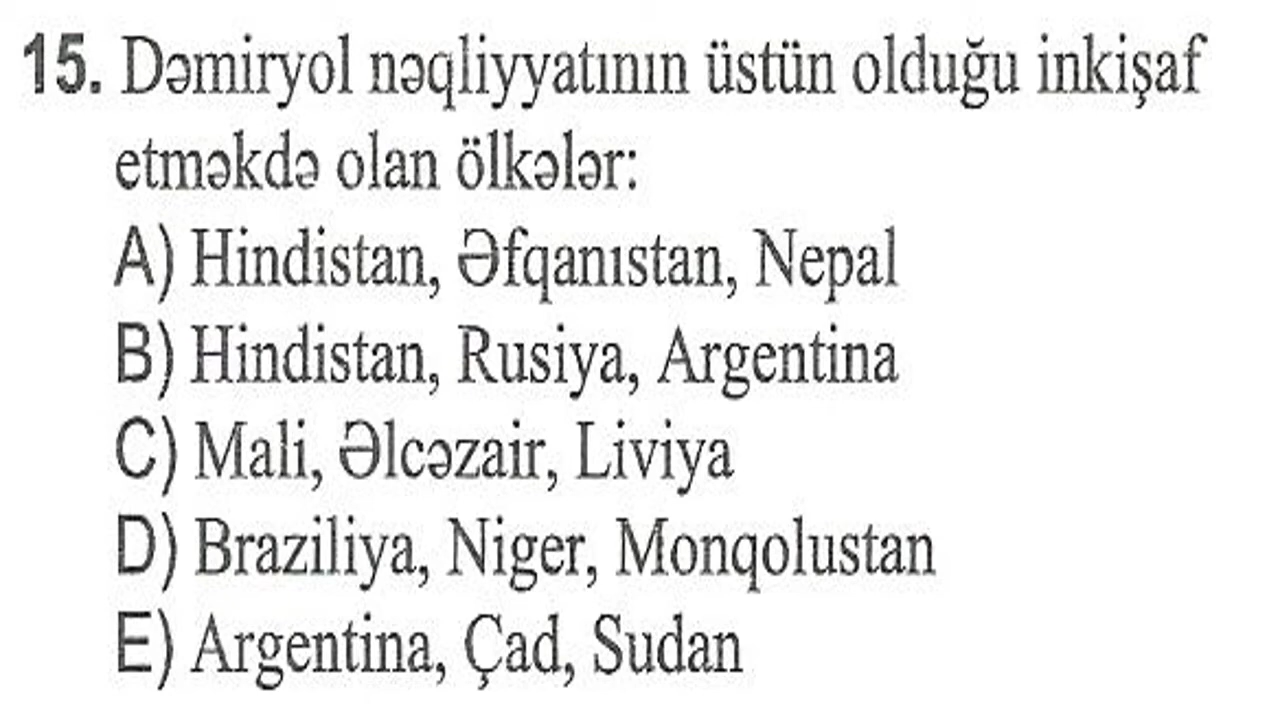 15. Dəmiryol nəqliyyatının üstün olduğu inkişaf
etməkdə olan ölkələr:
A) Hindistan, Əfqanıstan, Nepal
B) Hindistan, Rusiya, Argentina
C) Mali, Əlcəzair, Liviya
D) Braziliya, Niger, Monqolustan
E) Argentina, Çad, Sudan